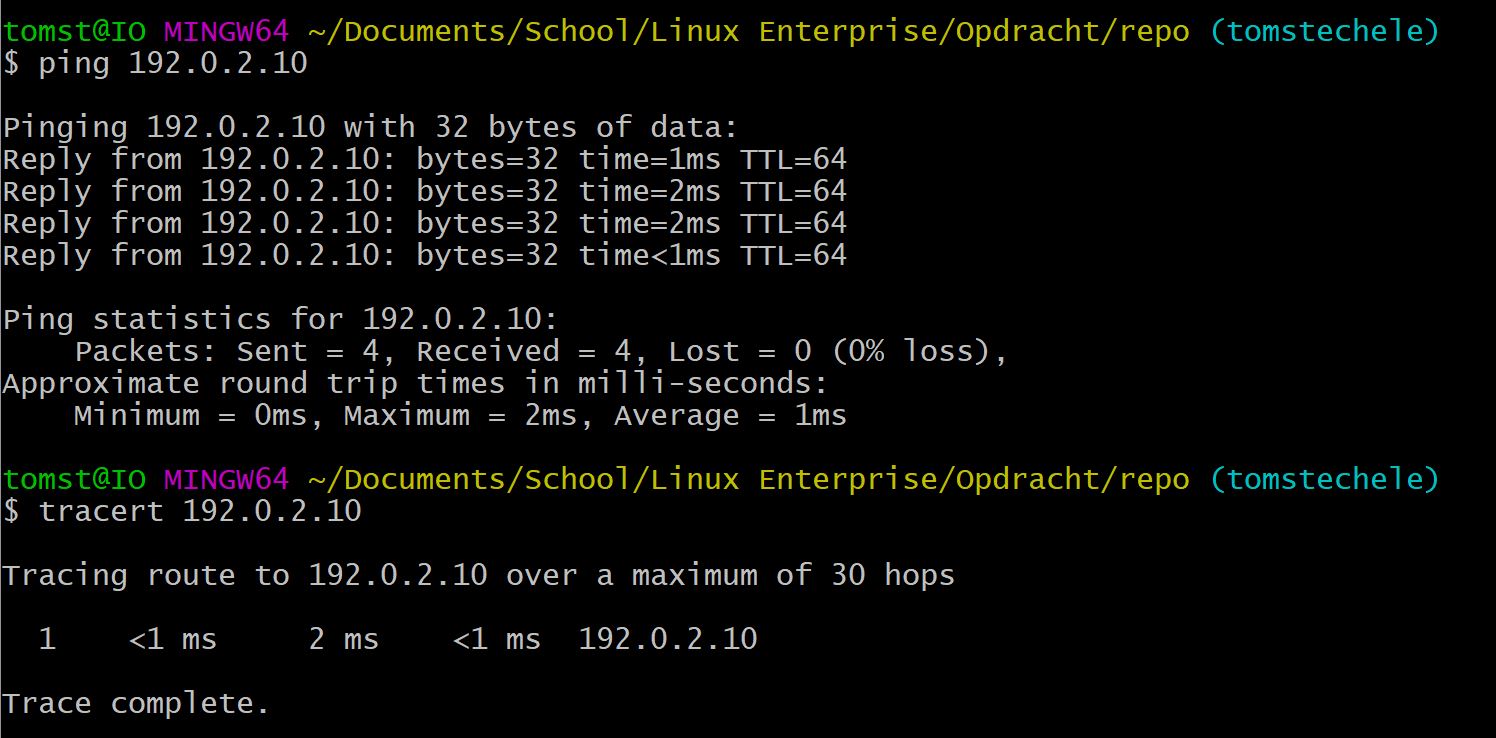 tomst@IO MINGW64 ~/Documents/School/Linux Enterprise/Opdracht/repo (tomstechele)
$ ping 192.0.2.10

Pinging 192.0.2.10 with 32 bytes of data:
Reply from 192.0.2.10: bytes=32 time=1ms TTL=64
Reply from 192.0.2.10: bytes=32 time=2ms TTL=64
Reply from 192.0.2.10: bytes=32 time=2ms TTL=64
Reply from 192.0.2.10: bytes=32 time<1ms TTL=64

Ping statistics for 192.0.2.10:
    Packets: Sent = 4, Received = 4, Lost = 0 (0% loss),
Approximate round trip times in milli-seconds:
    Minimum = 0ms, Maximum = 2ms, Average = 1ms

tomst@IO MINGW64 ~/Documents/School/Linux Enterprise/Opdracht/repo (tomstechele)
$ tracert 192.0.2.10

Tracing route to 192.0.2.10 over a maximum of 30 hops

  1    <1 ms     2 ms    <1 ms  192.0.2.10

Trace complete.